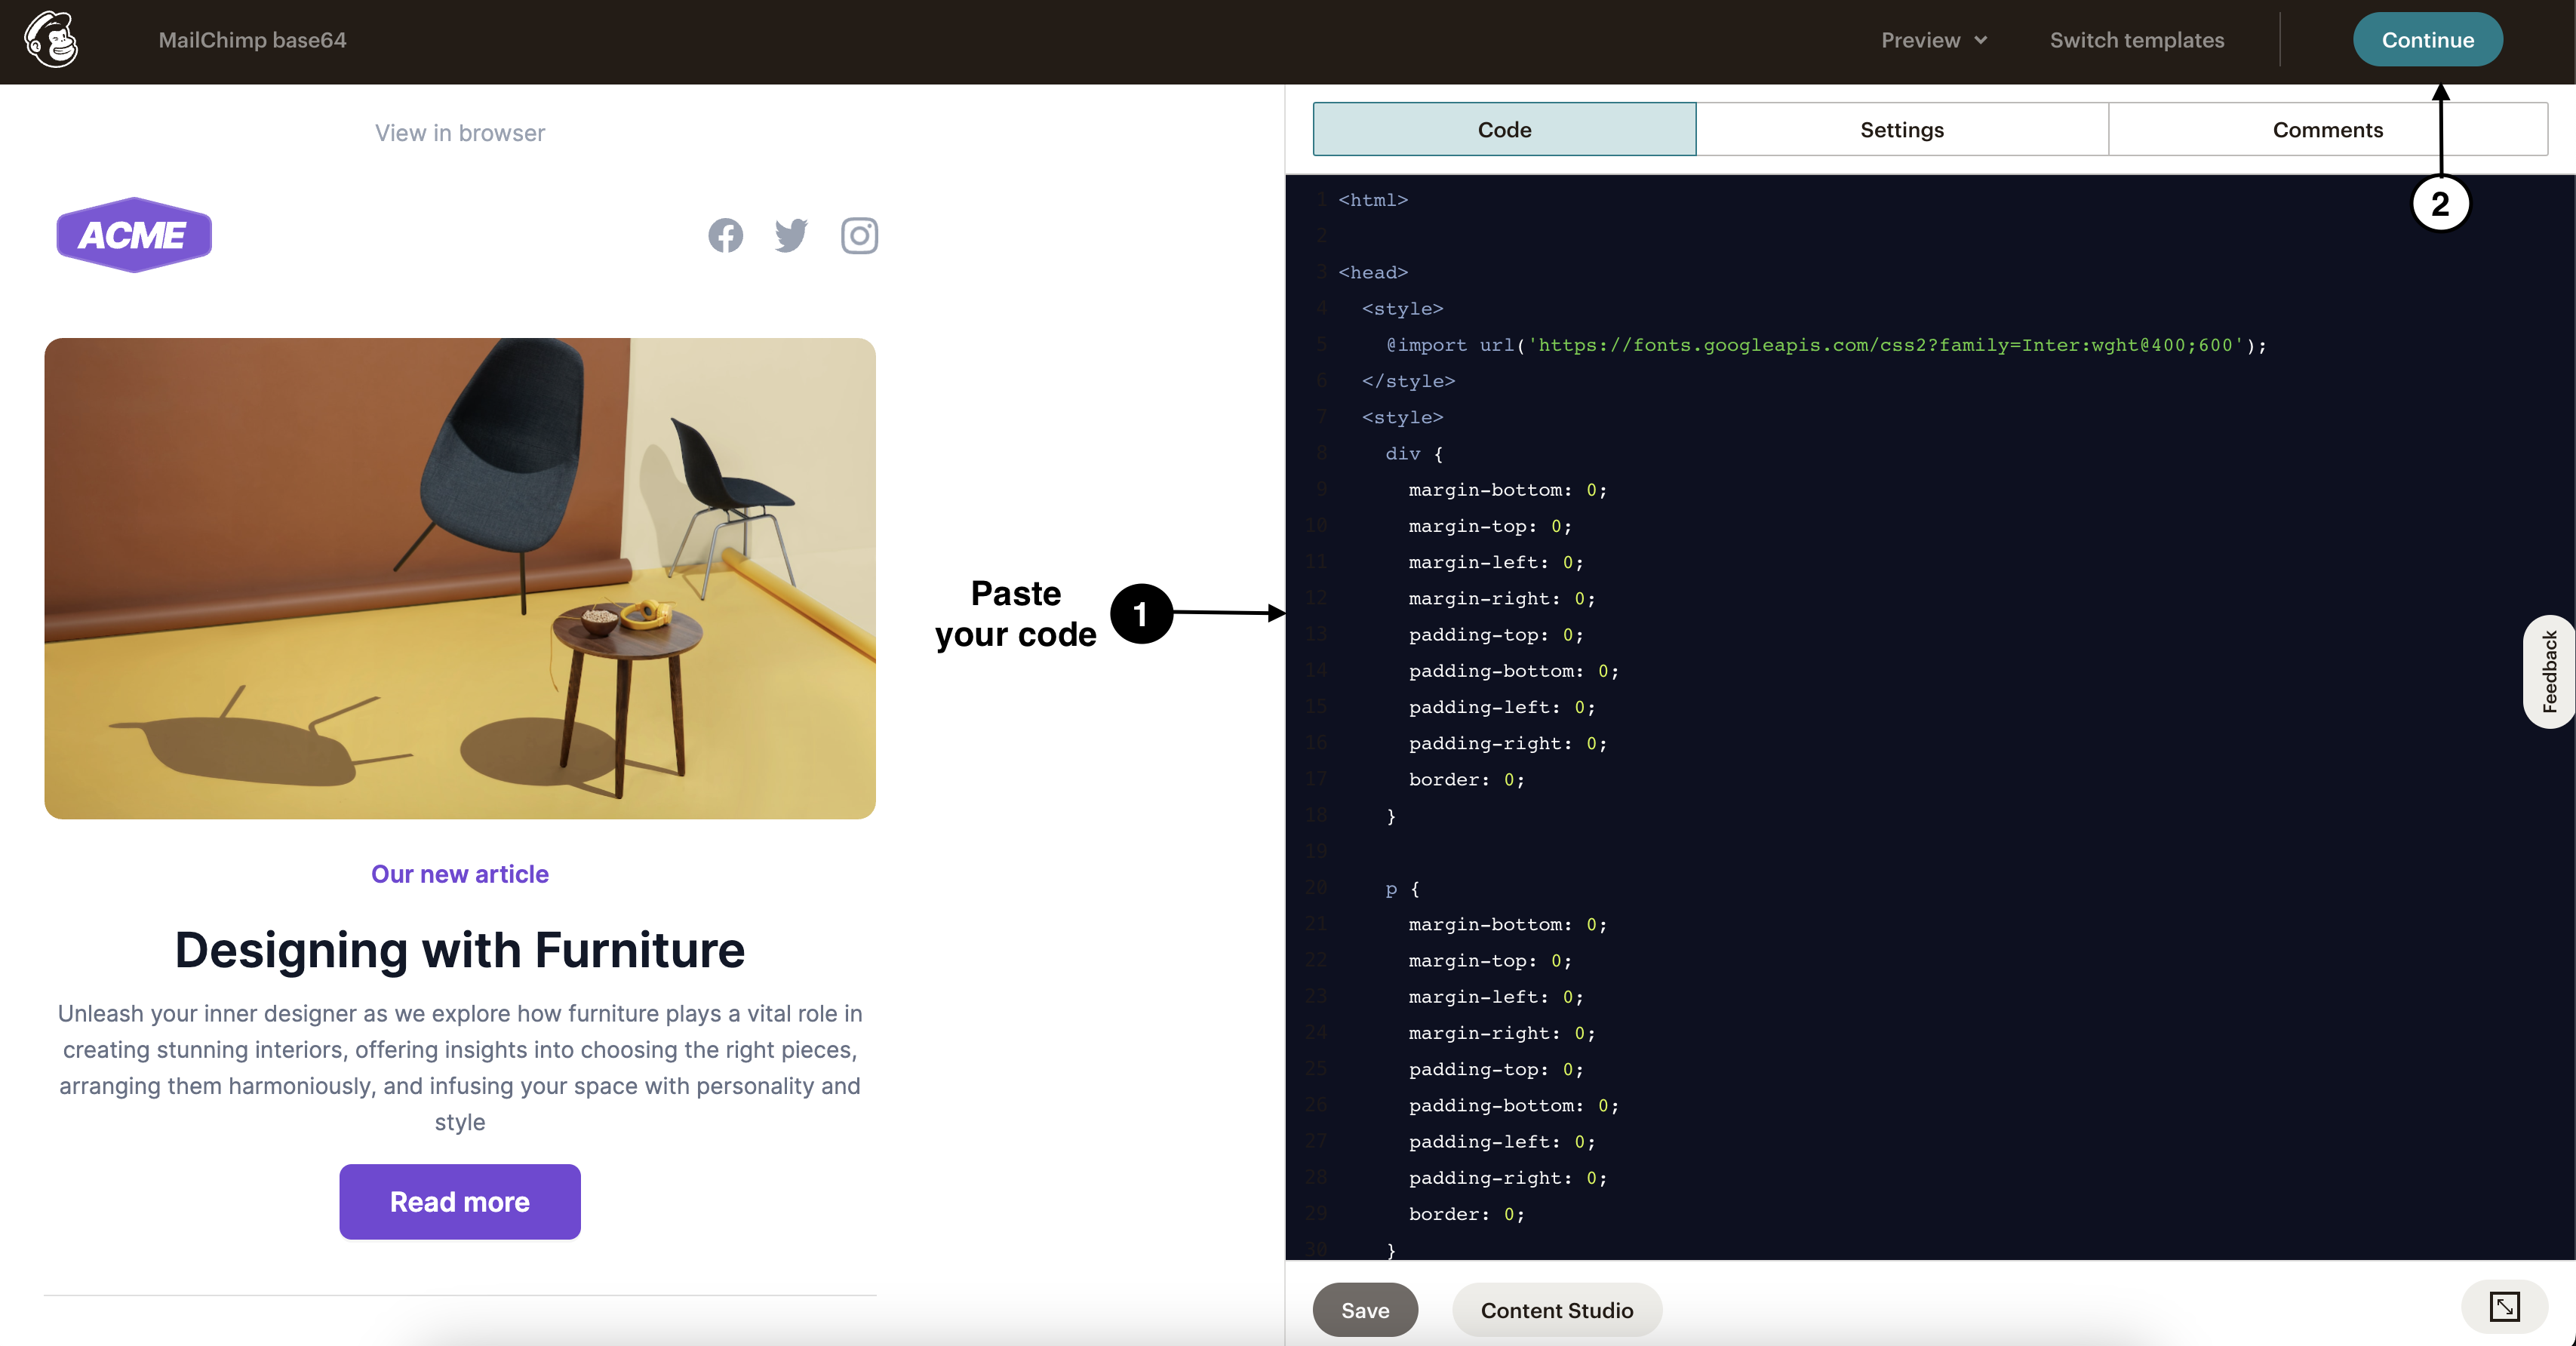 MailChimp base64
Preview
Switch templates
Continue
View in browser
ACME
Our new article
Designing with Furniture
Unleash your inner designer as we explore how furniture plays a vital role in
creating stunning interiors, offering insights into choosing the right pieces,
arranging them harmoniously, and infusing your space with personality and
style
Read more
Paste
your code
1
Code
Settings
Comments
2
1 <html>
2
3 <head>
4 <style>
5 @import url('https://fonts.googleapis.com/css2?family=Inter:wght@400;600');
6 </style>
7 <style>
8 div {
9 margin-bottom: 0;
10 margin-top: 0;
11 margin-left: 0;
12 margin-right: 0;
13 padding-top: 0;
14 padding-bottom: 0;
15 padding-left: 0;
16 padding-right: 0;
17 border: 0;
18 }
19
20 p {
21 margin-bottom: 0;
22 margin-top: 0;
23 margin-left: 0;
24 margin-right: 0;
25 padding-top: 0;
26 padding-bottom: 0;
27 padding-left: 0;
28 padding-right: 0;
29 border: 0;
30 }
Feedback
Save
Content Studio